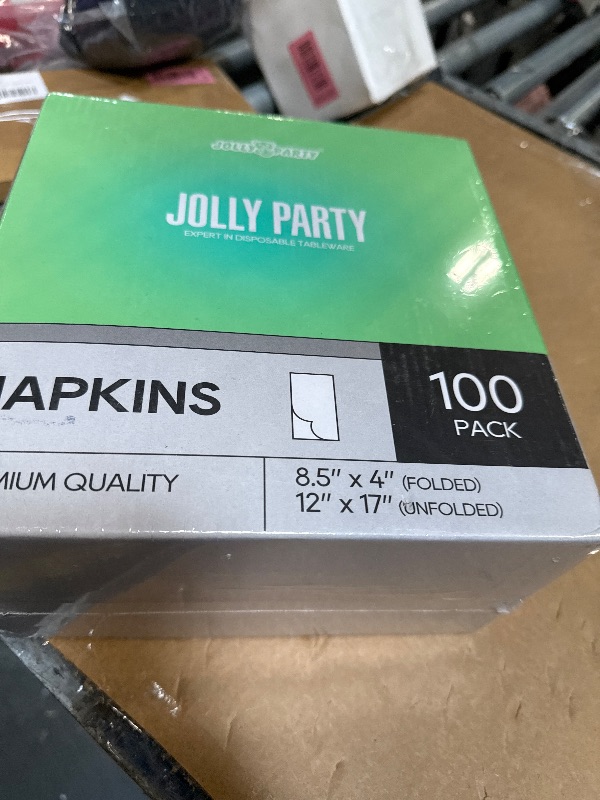 JOLLY PARTY
JOLLY PARTY
EXPERT IN DISPOSABLE TABLEWARE
NAPKINS
100
PACK
MIUM QUALITY
8.5" x 4" (FOLDED)
12" x 17" (UNFOLDED)